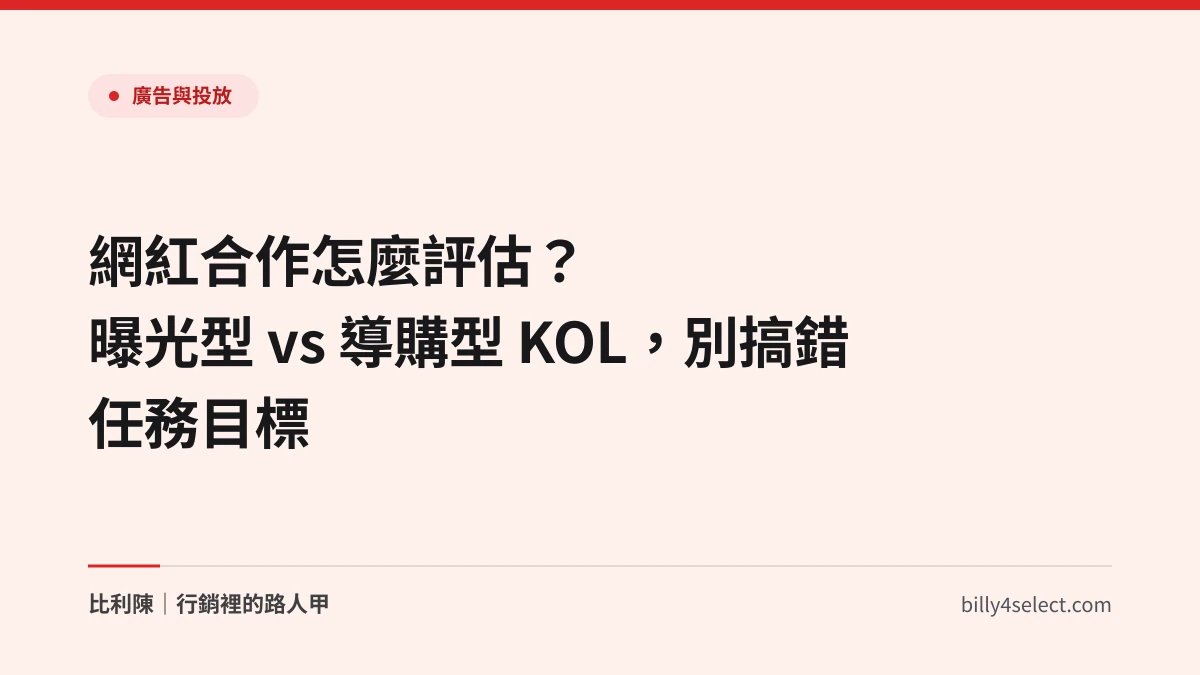 廣告與投放
網紅合作怎麼評估？
曝光型 vs 導購型 KOL，別搞錯
任務目標
比利陳｜行銷裡的路人甲
billy4select.com